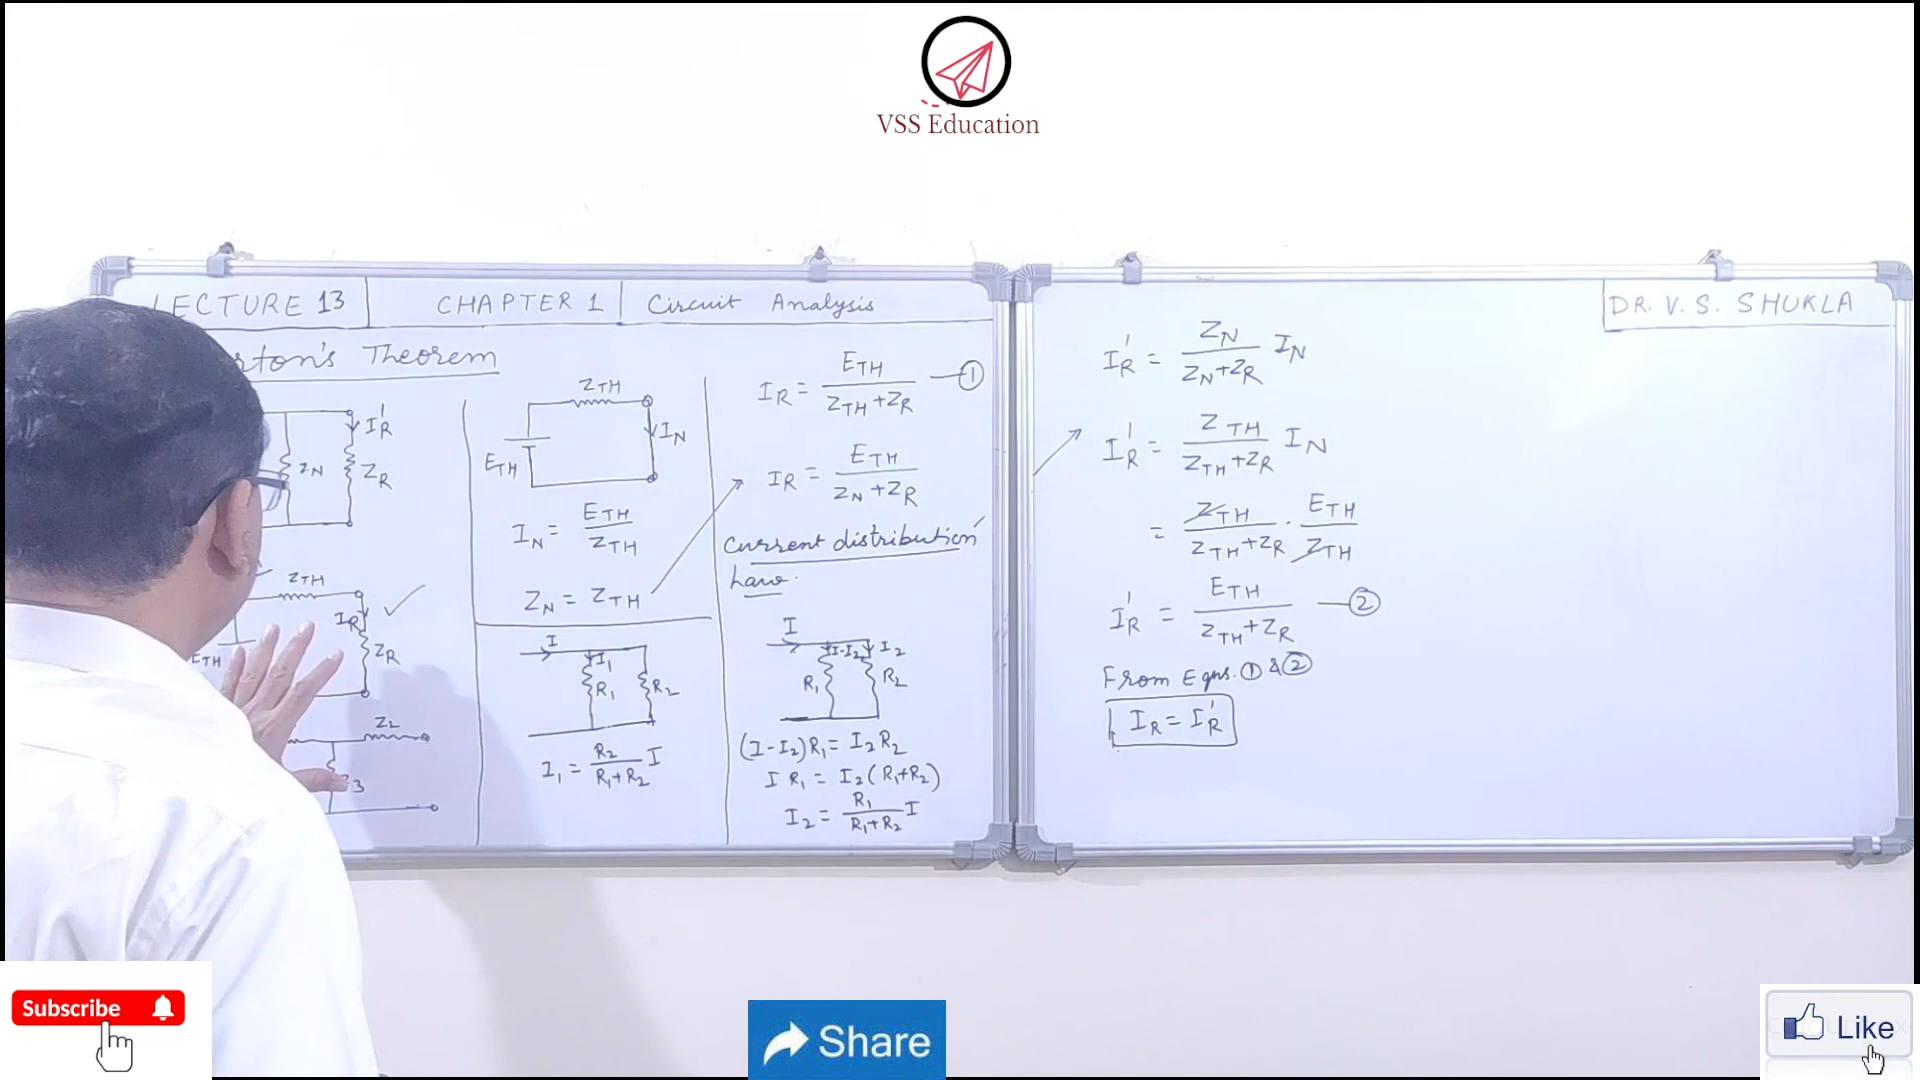 VSS Education
LECTURE 13
CHAPTER 1
Circuit Analysis
DR. V. S. SHUKLA
Theorem
I'R
ZN
ZR
ZTH
IR
ZR
ETH
Z2
3
ZTH
IN
ETH
IN = ETH / ZTH
ZN = ZTH
I
I1
R1
R2
I1 = R2 / R1+R2 I
IR = ETH / ZTH+ZR —①
IR = ETH / ZN+ZR
Current distribution
Law.
I
I-I2
I2
R1
R2
(I-I2)R1 = I2R2
I R1 = I2(R1+R2)
I2 = R1 / R1+R2 I
I'R = ZN / ZN+ZR IN
I'R = ZTH / ZTH+ZR IN
= ZTH / ZTH+ZR · ETH / ZTH
I'R = ETH / ZTH+ZR —②
From Eqns. ① & ②
IR = I'R
Subscribe
Share
Like